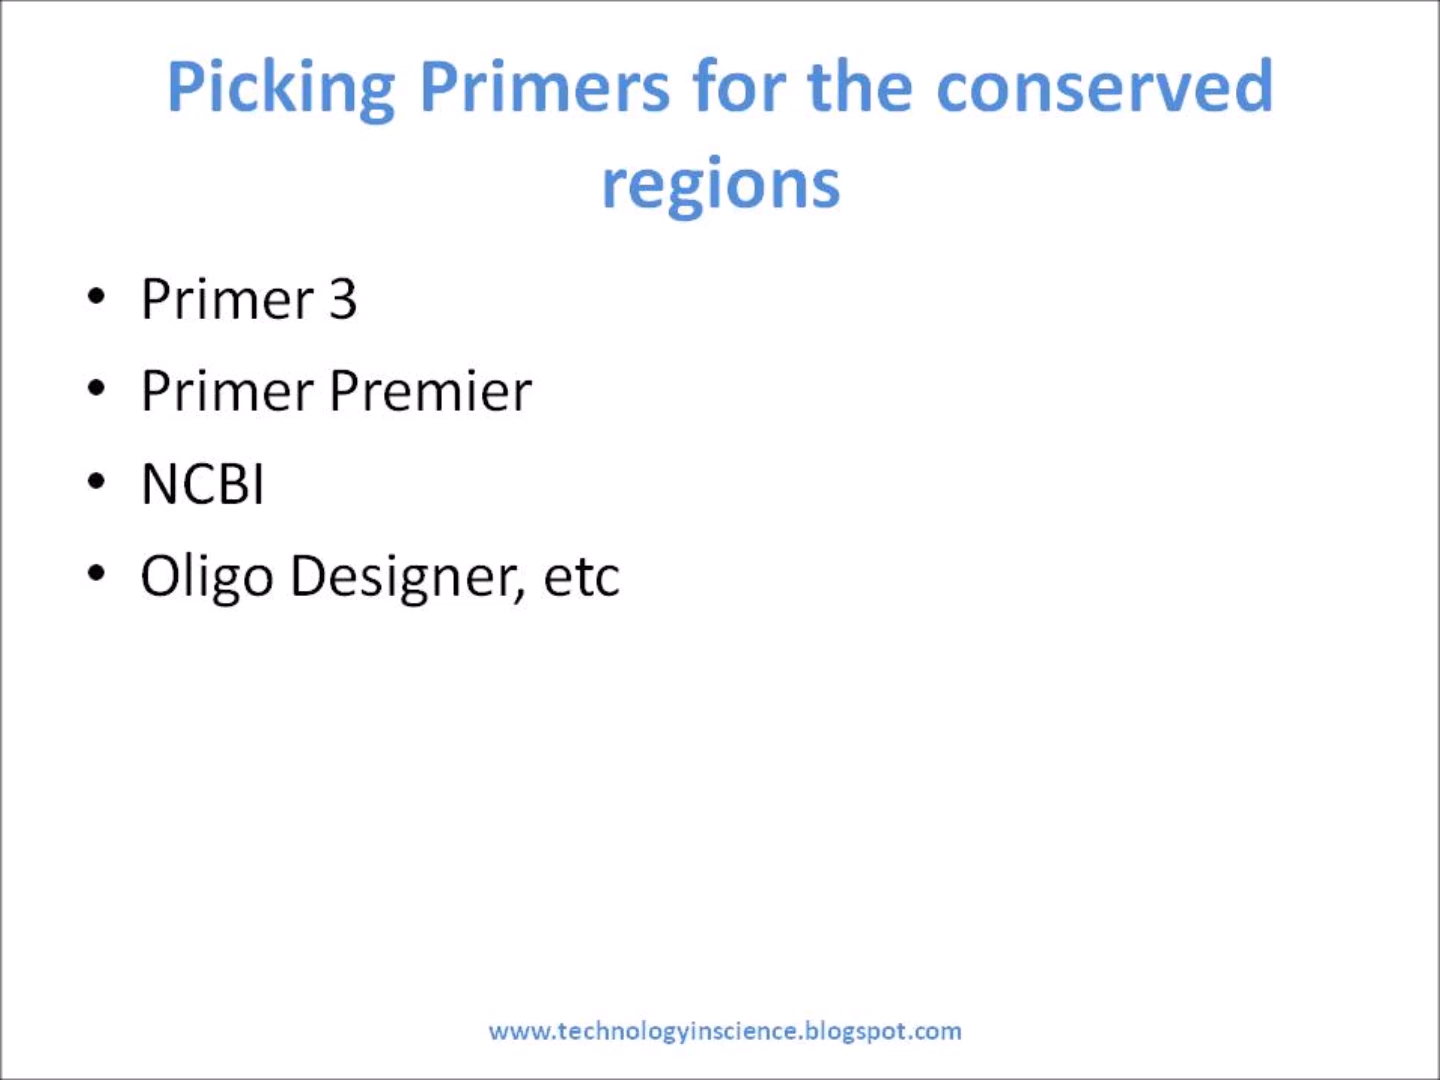 Picking Primers for the conserved
regions
• Primer 3
• Primer Premier
• NCBI
• Oligo Designer, etc
www.technologyinscience.blogspot.com